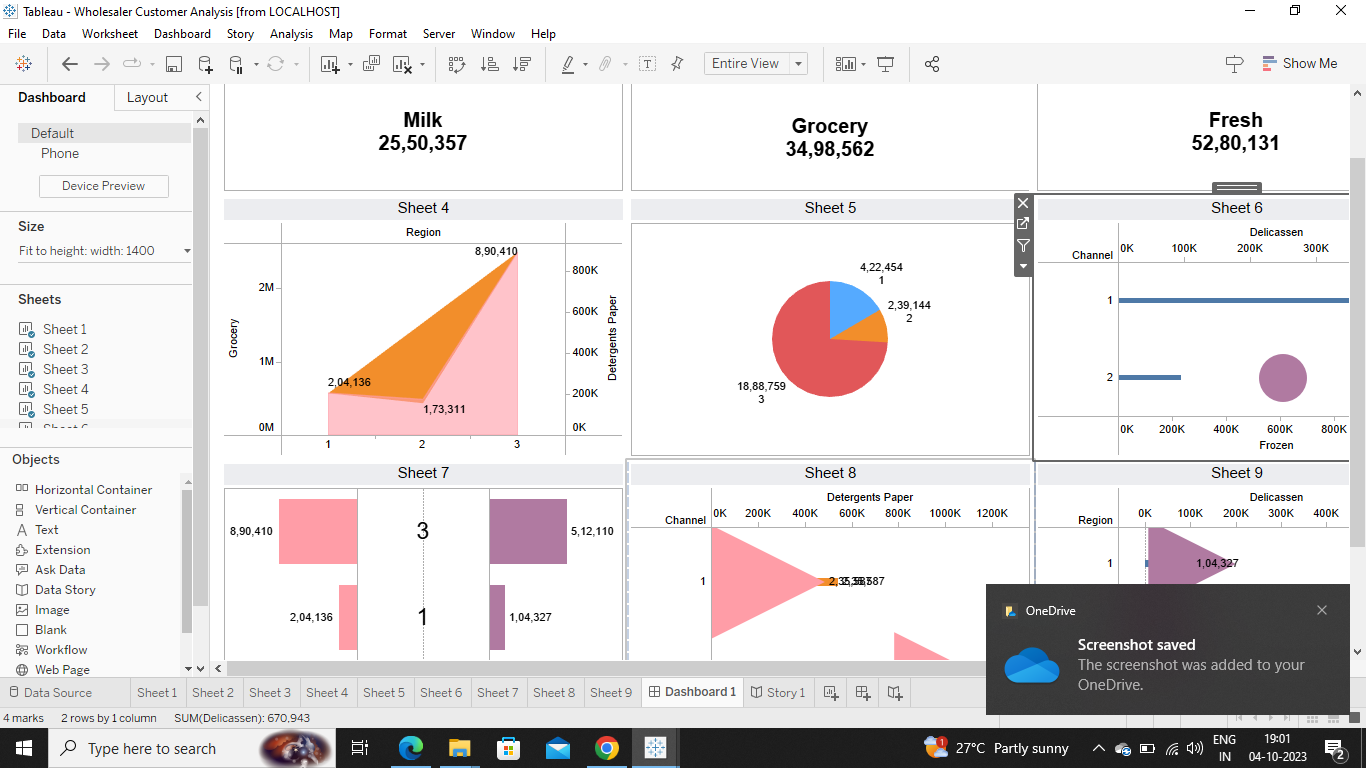 Tableau - Wholesaler Customer Analysis [from LOCALHOST]
File Data Worksheet Dashboard Story Analysis Map Format Server Window Help
Entire View
Show Me
Dashboard Layout
Default
Phone
Device Preview
Size
Fit to height: width: 1400
Sheets
Sheet 1
Sheet 2
Sheet 3
Sheet 4
Sheet 5
Objects
Horizontal Container
Vertical Container
Text
Extension
Ask Data
Data Story
Image
Blank
Workflow
Web Page
Milk
25,50,357
Grocery
34,98,562
Fresh
52,80,131
Sheet 4
Region
8,90,410
2M
1M
0M
Grocery
2,04,136
1,73,311
800K
600K
400K
200K
0K
Detergents Paper
1 2 3
Sheet 5
4,22,454
1
2,39,144
2
18,88,759
3
Sheet 6
Delicassen
Channel 0K 100K 200K 300K
1
2
0K 200K 400K 600K 800K
Frozen
Sheet 7
8,90,410 3 5,12,110
2,04,136 1 1,04,327
Sheet 8
Detergents Paper
Channel 0K 200K 400K 600K 800K 1000K 1200K
1
Sheet 9
Delicassen
Region 0K 100K 200K 300K 400K
1 1,04,327
OneDrive
Screenshot saved
The screenshot was added to your
OneDrive.
Data Source Sheet 1 Sheet 2 Sheet 3 Sheet 4 Sheet 5 Sheet 6 Sheet 7 Sheet 8 Sheet 9 Dashboard 1 Story 1
4 marks 2 rows by 1 column SUM(Delicassen): 670,943
Type here to search
1
27°C Partly sunny
ENG
IN
19:01
04-10-2023
2